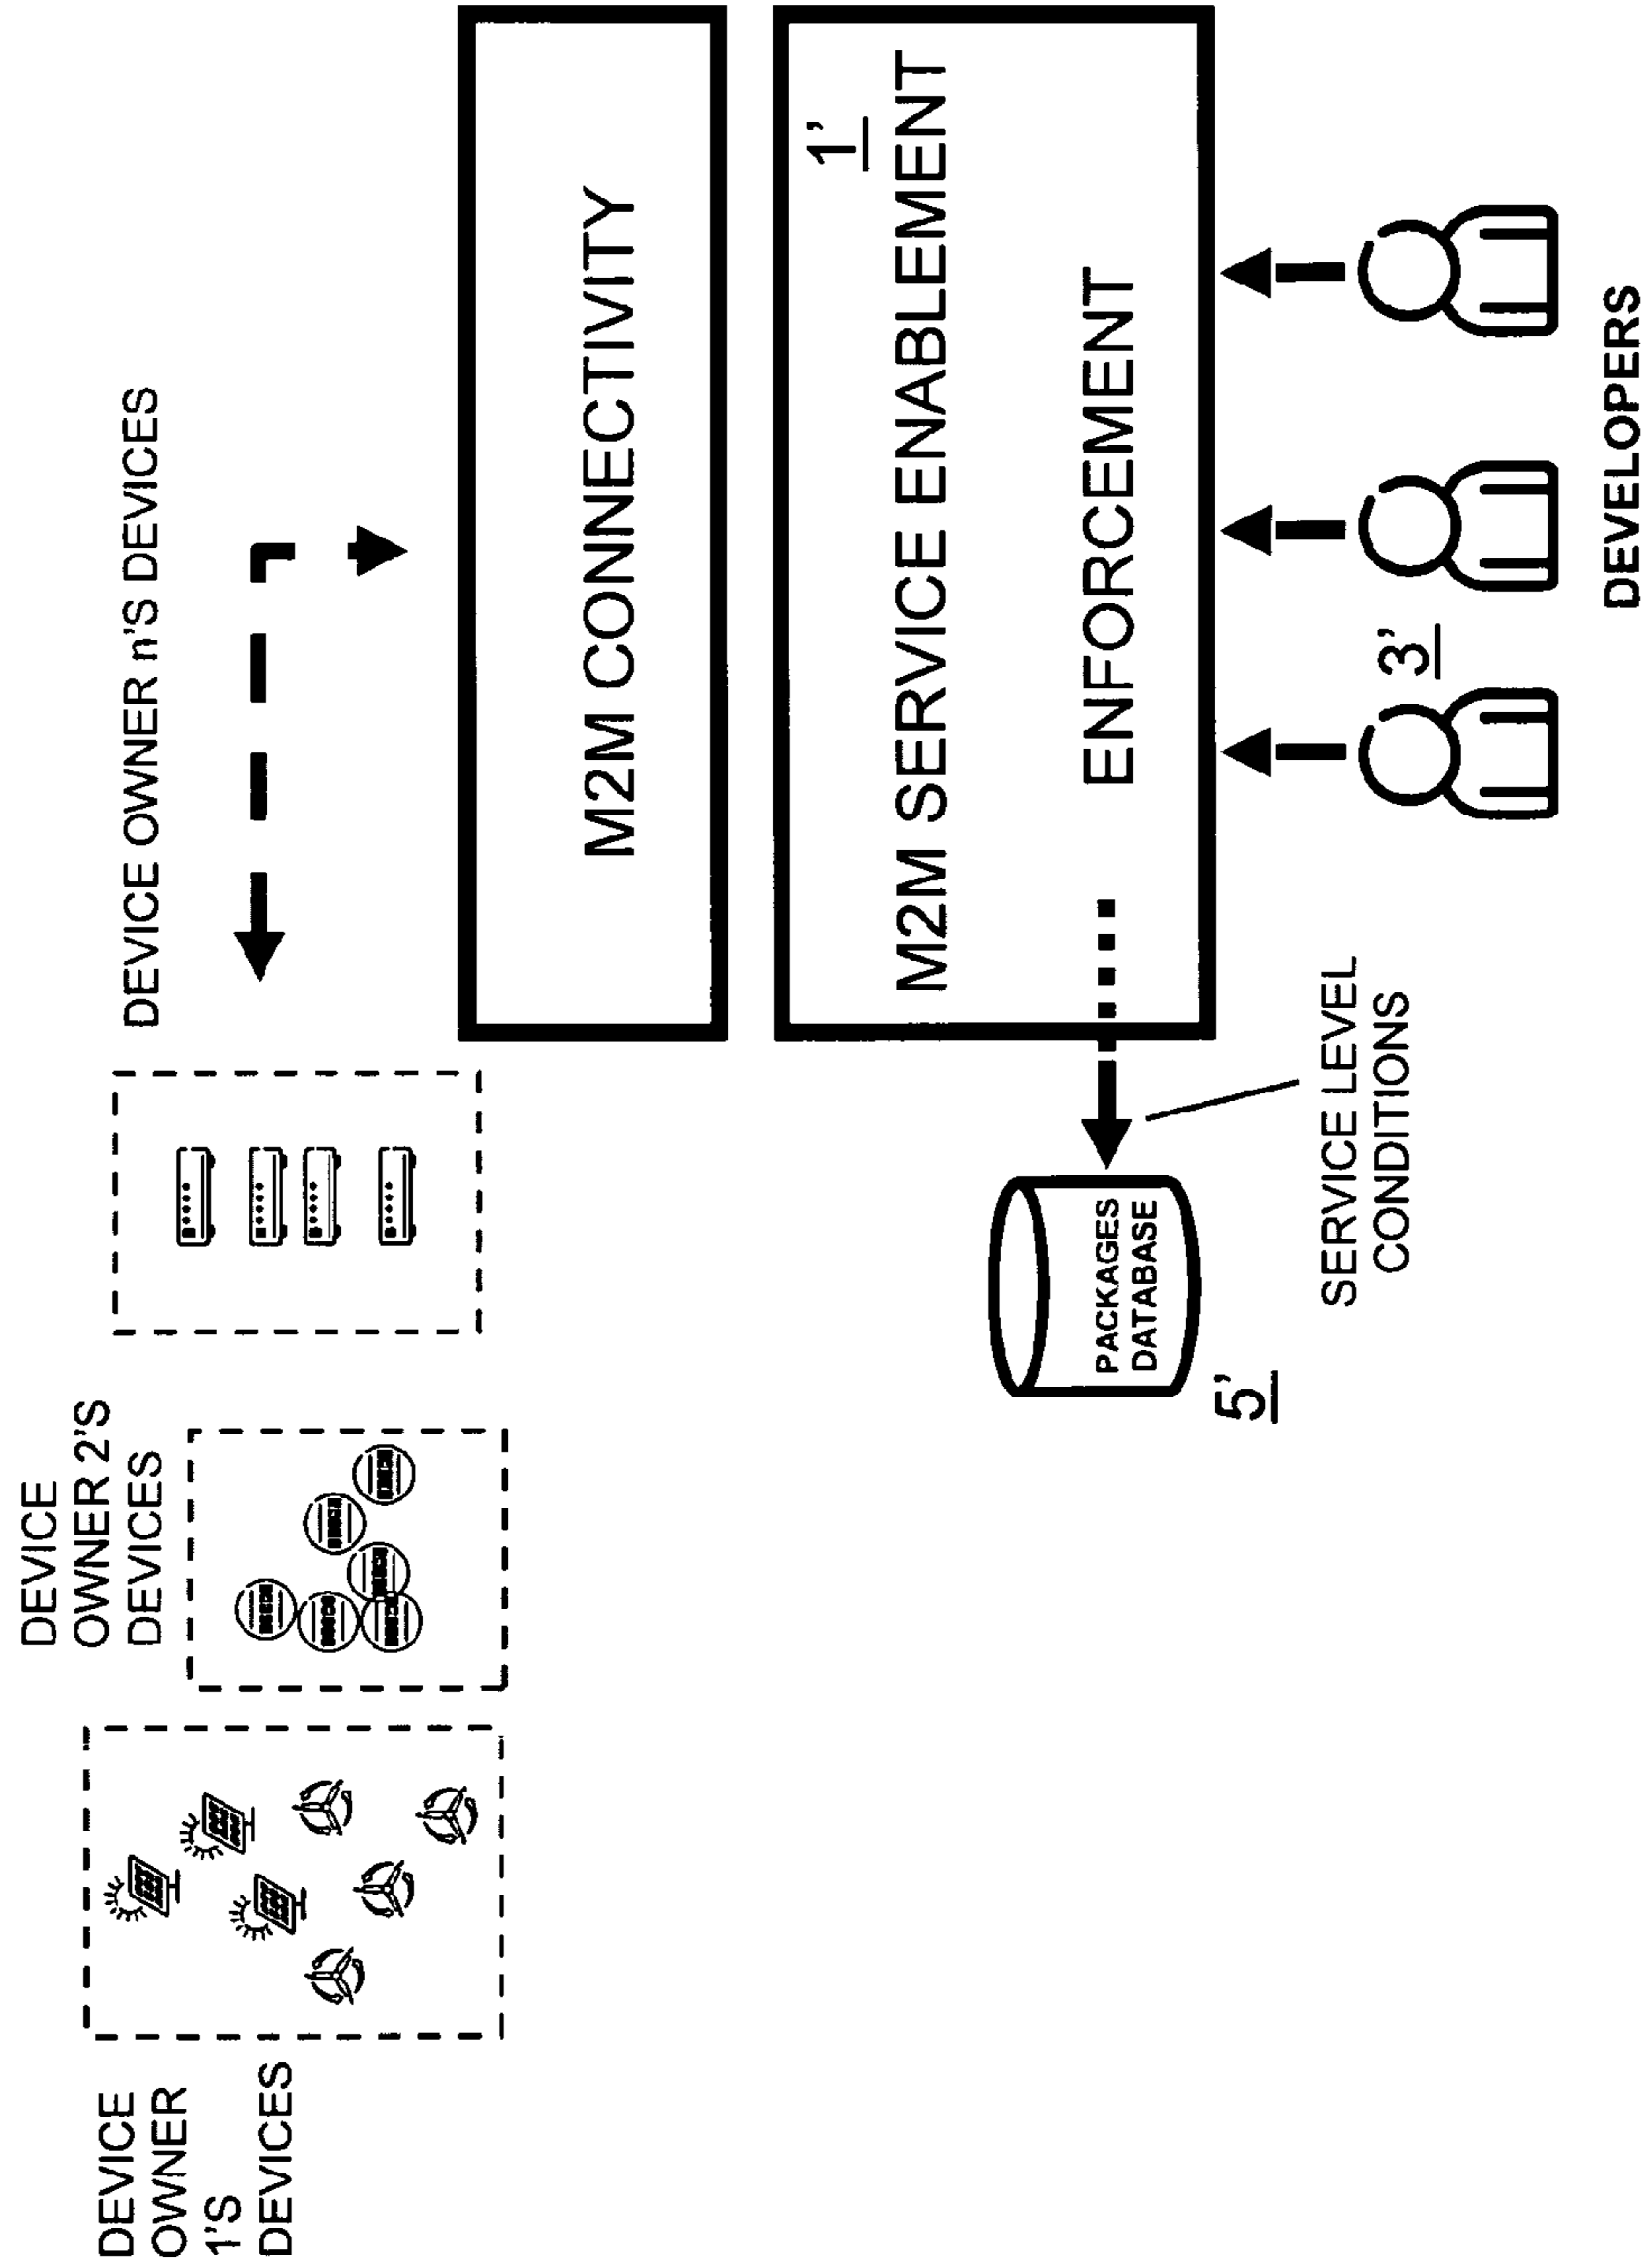 DEVICE
OWNER
1'S
DEVICES
DEVICE
OWNER 2'S
DEVICES
DEVICE OWNER n'S DEVICES
M2M CONNECTIVITY
1'
M2M SERVICE ENABLEMENT
ENFORCEMENT
PACKAGES
DATABASE
5'
SERVICE LEVEL
CONDITIONS
3'
DEVELOPERS